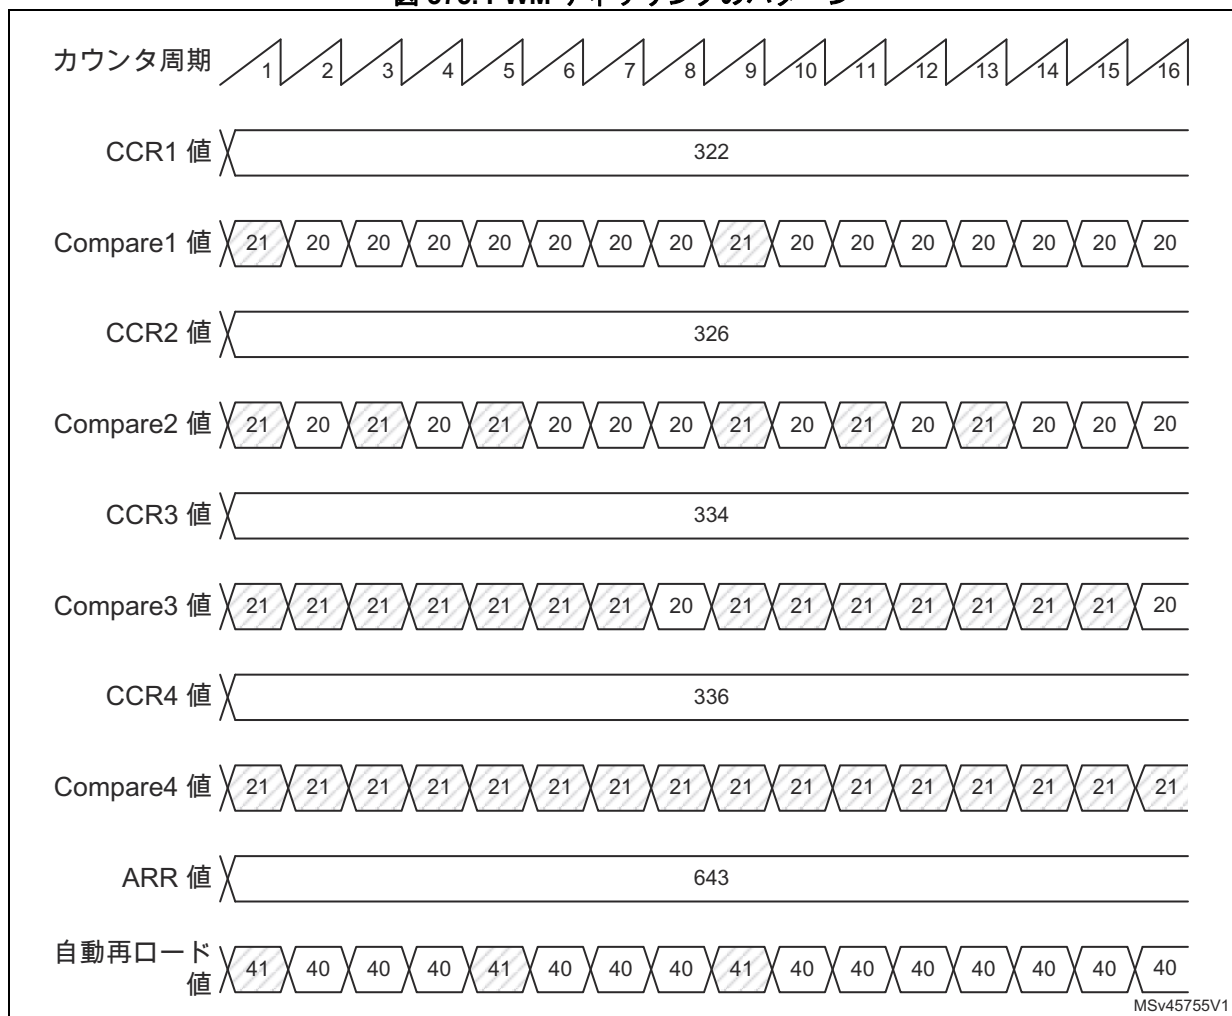 カウンタ周期 1 2 3 4 5 6 7 8 9 10 11 12 13 14 15 16
CCR1 値 322
Compare1 値 21 20 20 20 20 20 20 20 21 20 20 20 20 20 20 20
CCR2 値 326
Compare2 値 21 20 21 20 21 20 20 20 21 20 21 20 21 20 20 20
CCR3 値 334
Compare3 値 21 21 21 21 21 21 21 20 21 21 21 21 21 21 21 20
CCR4 値 336
Compare4 値 21 21 21 21 21 21 21 21 21 21 21 21 21 21 21 21
ARR 値 643
自動再ロード
値 41 40 40 40 41 40 40 40 41 40 40 40 40 40 40 40
MSv45755V1